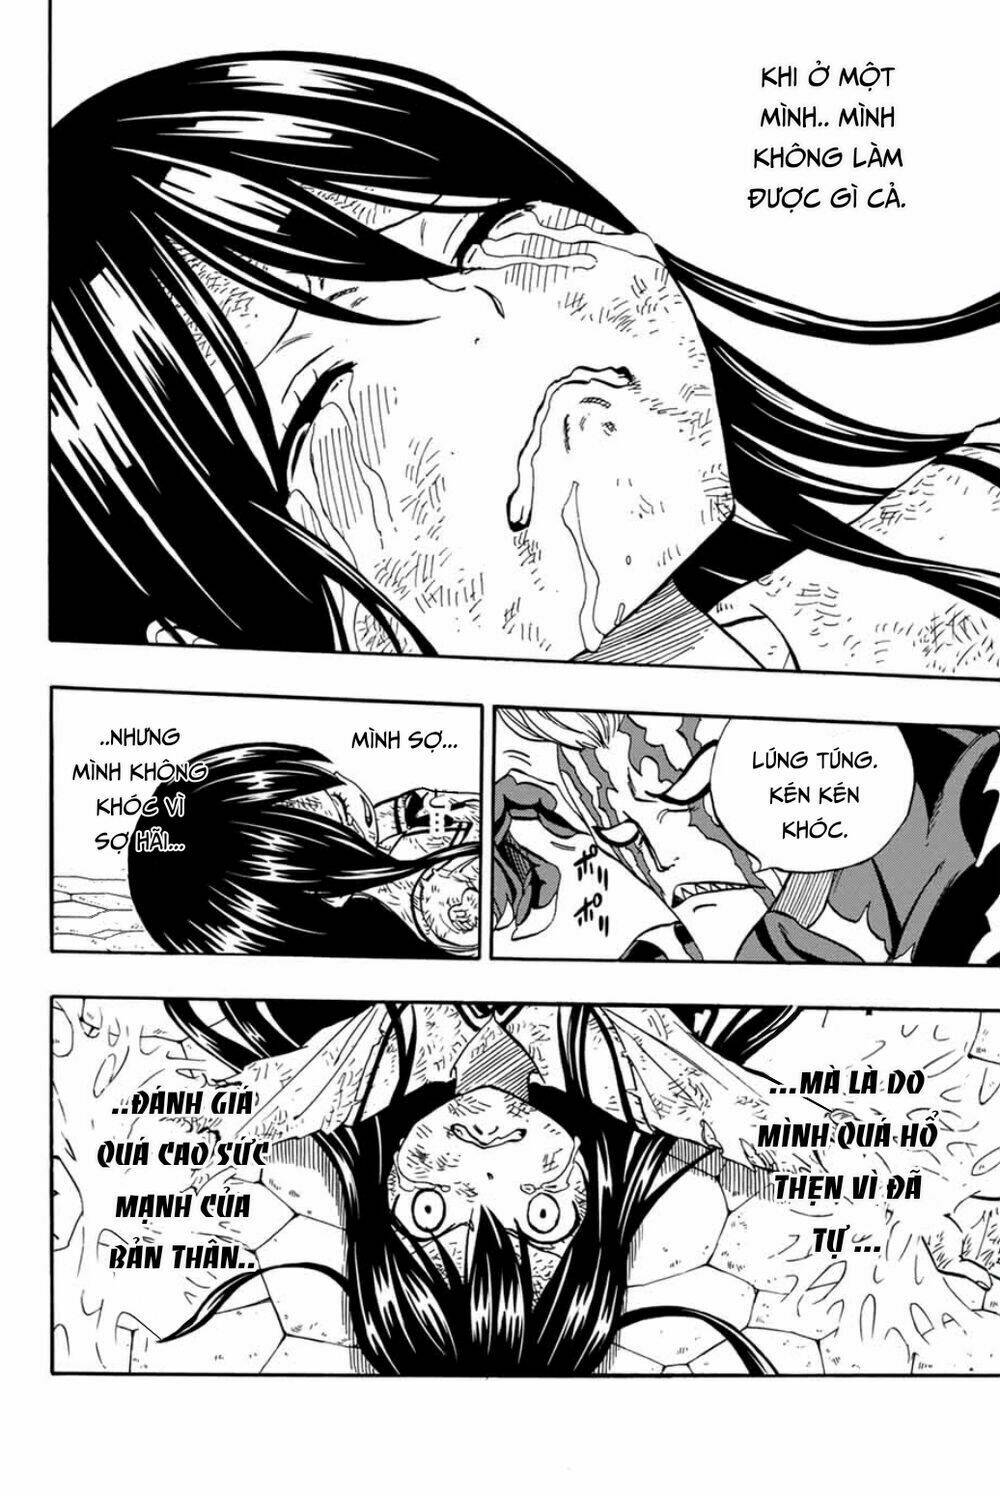 KHI Ở MỘT
MÌNH.. MÌNH
KHÔNG LÀM
ĐƯỢC GÌ CẢ.
LÚNG TÚNG.
KÉN KÉN
KHÓC.
ポ
ポ
MÌNH SỢ...
..NHƯNG
MÌNH KHÔNG
KHÓC VÌ
SỢ HÃI...
...MÀ LÀ DO
MÌNH QUÁ HỔ
THẸN VÌ ĐÃ
TỰ ...
..ĐÁNH GIÁ
QUÁ CAO SỨC
MẠNH CỦA
BẢN THÂN..